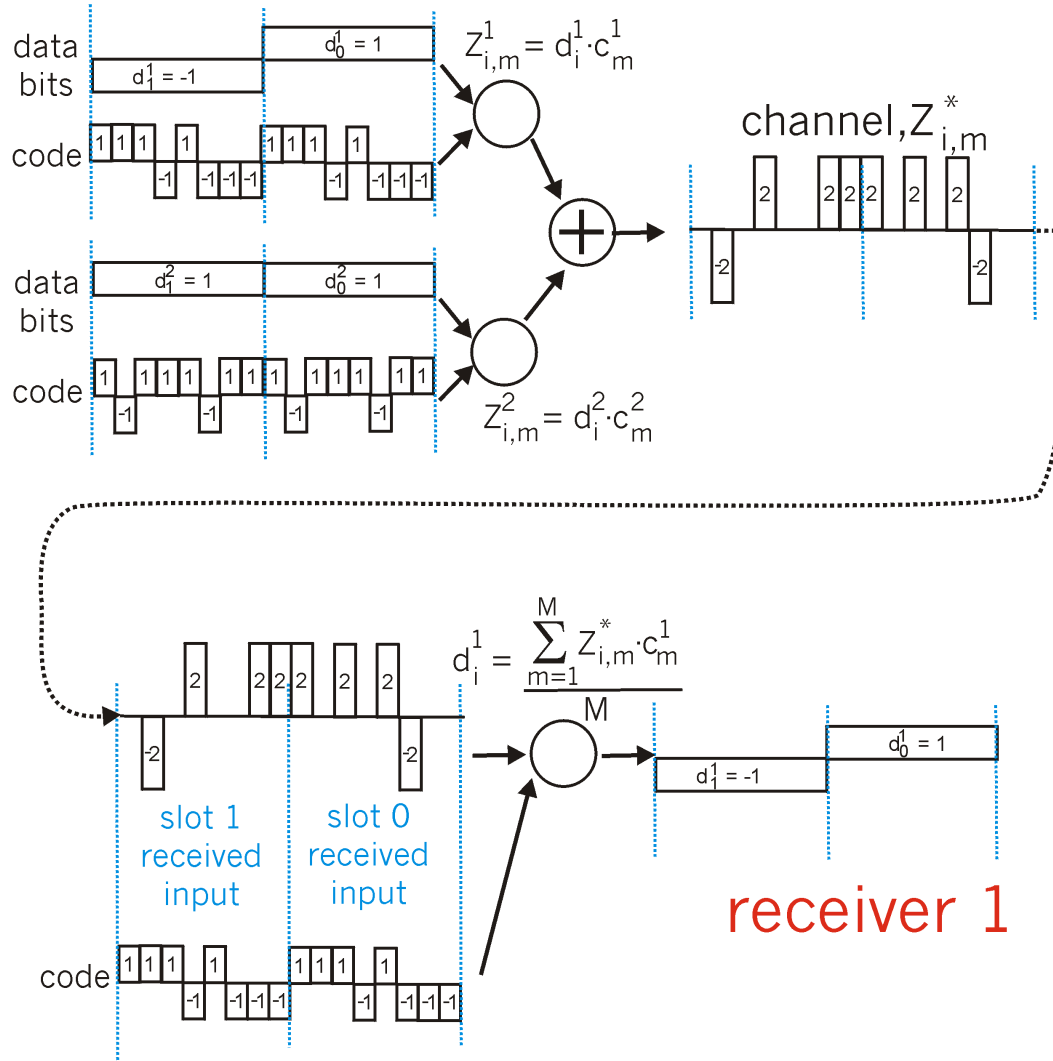 data bits
d₁¹ = -1
d₀¹ = 1
Z¹i,m = d¹i·c¹m
code
1 1 1 -1 1 -1 -1 -1 1 1 1 -1 1 -1 -1 -1
channel, Z*i,m
-2 2 2 2 2 2 2 -2
data bits
d₁² = 1
d₀² = 1
code
1 -1 1 1 1 -1 1 1 1 -1 1 1 1 -1 1 1
Z²i,m = d²i·c²m
-2 2 2 2 2 2 2 -2
d¹i = ∑ Z*i,m·c¹m
M
m=1
M
slot 1
received
input
slot 0
received
input
d₁¹ = -1
d₀¹ = 1
receiver 1
code
1 1 1 -1 1 -1 -1 -1 1 1 1 -1 1 -1 -1 -1